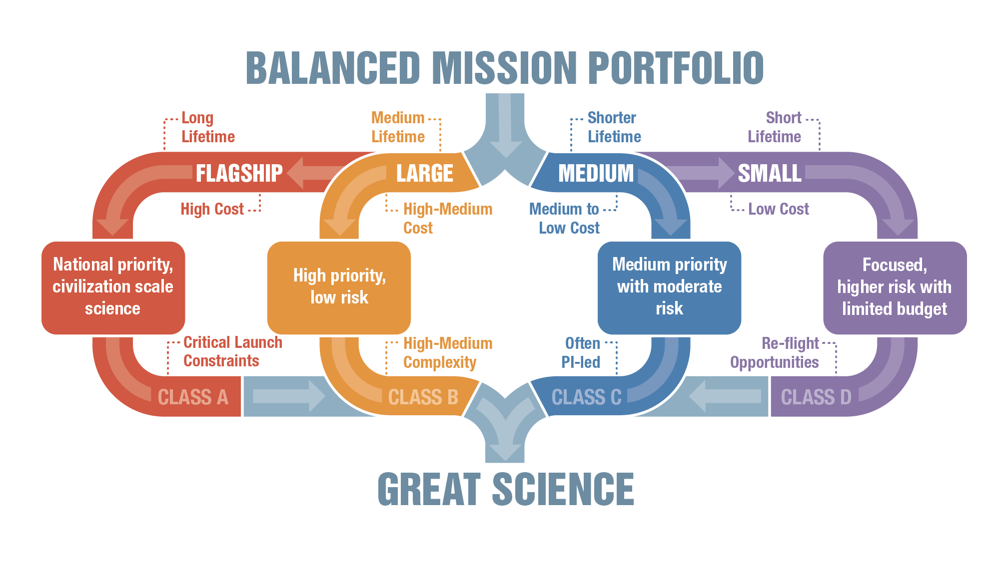 BALANCED MISSION PORTFOLIO
Long
Lifetime
Medium
Lifetime
Shorter
Lifetime
Short
Lifetime
FLAGSHIP
LARGE
MEDIUM
SMALL
High Cost
High-Medium
Cost
Medium to
Low Cost
Low Cost
National priority,
civilization scale
science
High priority,
low risk
Medium priority
with moderate
risk
Focused,
higher risk with
limited budget
Critical Launch
Constraints
High-Medium
Complexity
Often
PI-led
Re-flight
Opportunities
CLASS A
CLASS B
CLASS C
CLASS D
GREAT SCIENCE